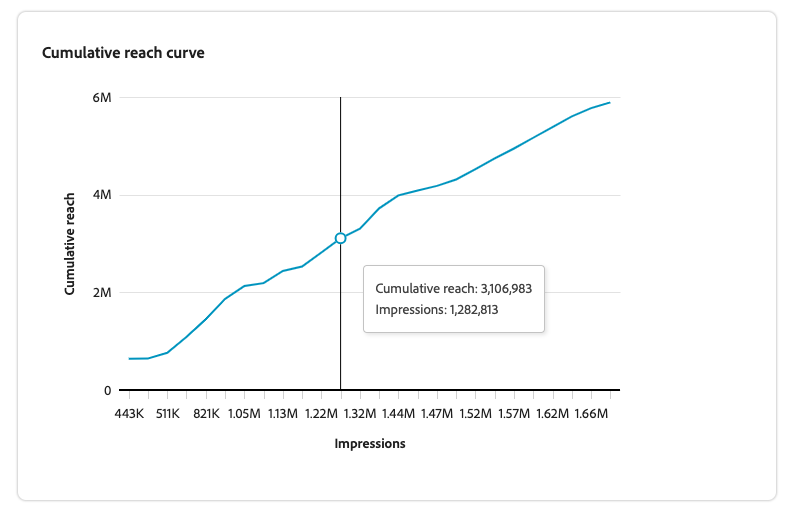 Cumulative reach curve
6M
4M
2M
0
Cumulative reach
Cumulative reach: 3,106,983
Impressions: 1,282,813
443K 511K 821K 1.05M 1.13M 1.22M 1.32M 1.44M 1.47M 1.52M 1.57M 1.62M 1.66M
Impressions